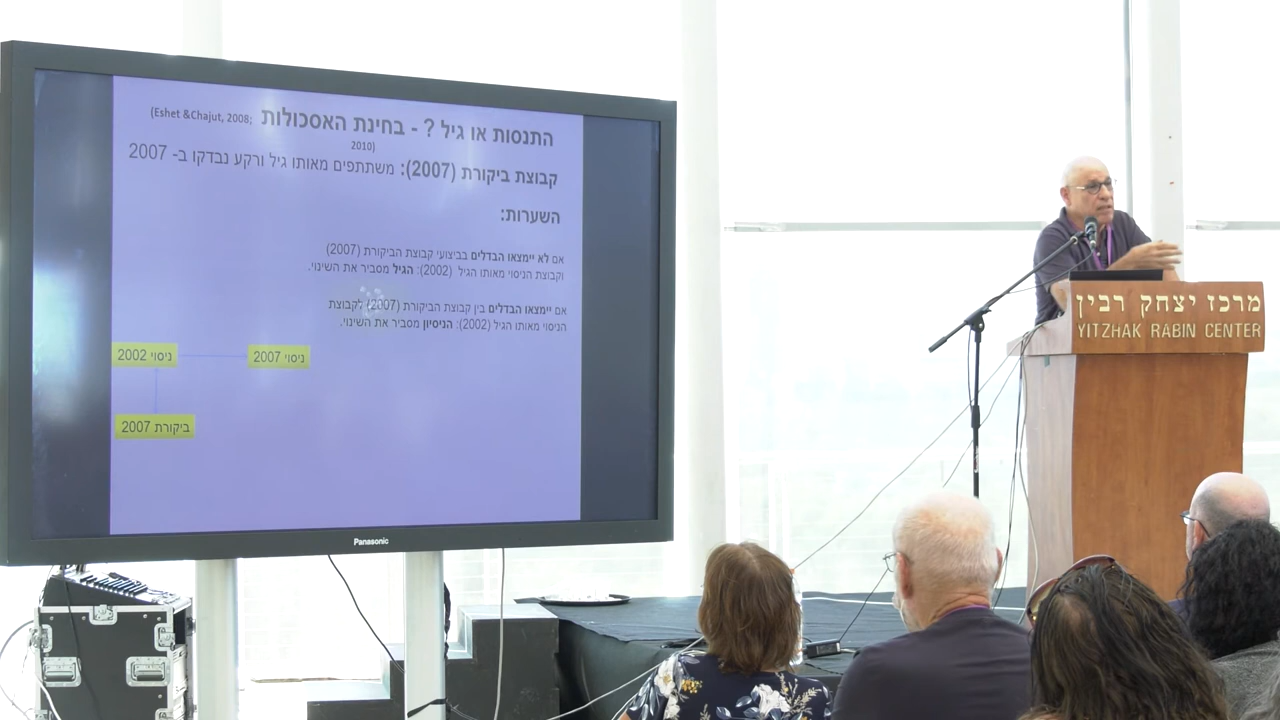 התנסות או גיל ? - בחינת האסכולות (Eshet &Chajut, 2008;
2010)
קבוצת ביקורת (2007): משתתפים מאותו גיל ורקע נבדקו ב- 2007
השערות:
אם לא יימצאו הבדלים בביצועי קבוצת הביקורת (2007)
וקבוצת הניסוי מאותו הגיל (2002): הגיל מסביר את השינוי.
אם יימצאו הבדלים בין קבוצת הביקורת (2007) לקבוצת
הניסוי מאותו הגיל (2002): הניסיון מסביר את השינוי.
ניסוי 2002
ניסוי 2007
ביקורת 2007
Panasonic
מרכז יצחק רבין
YITZHAK RABIN CENTER